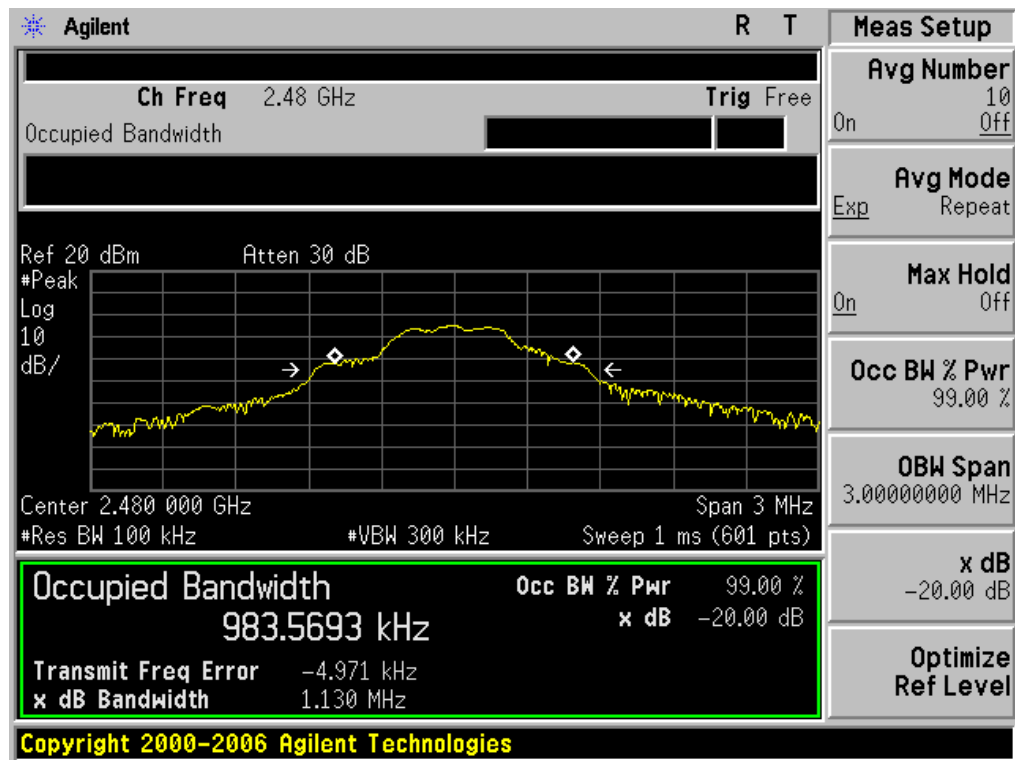 Agilent R T
Ch Freq 2.48 GHz Trig Free
Occupied Bandwidth
Ref 20 dBm Atten 30 dB
#Peak
Log
10
dB/
Center 2.480 000 GHz Span 3 MHz
#Res BW 100 kHz #VBW 300 kHz Sweep 1 ms (601 pts)
Occupied Bandwidth Occ BW % Pwr 99.00 %
983.5693 kHz x dB -20.00 dB
Transmit Freq Error -4.971 kHz
x dB Bandwidth 1.130 MHz
Copyright 2000-2006 Agilent Technologies
Meas Setup
Avg Number
10
On Off
Avg Mode
Exp Repeat
Max Hold
On Off
Occ BW % Pwr
99.00 %
OBW Span
3.00000000 MHz
x dB
-20.00 dB
Optimize
Ref Level